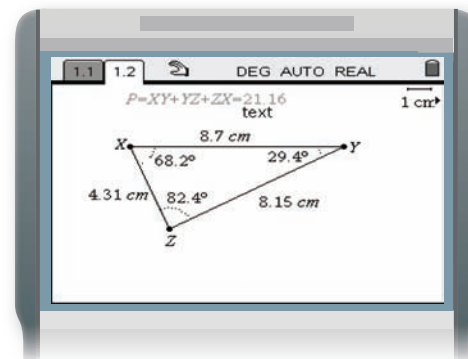 1.1 1.2 DEG AUTO REAL
P=XY+YZ+ZX=21.16
text
1 cm
8.7 cm
X Y
68.2° 29.4°
4.31 cm 82.4° 8.15 cm
Z